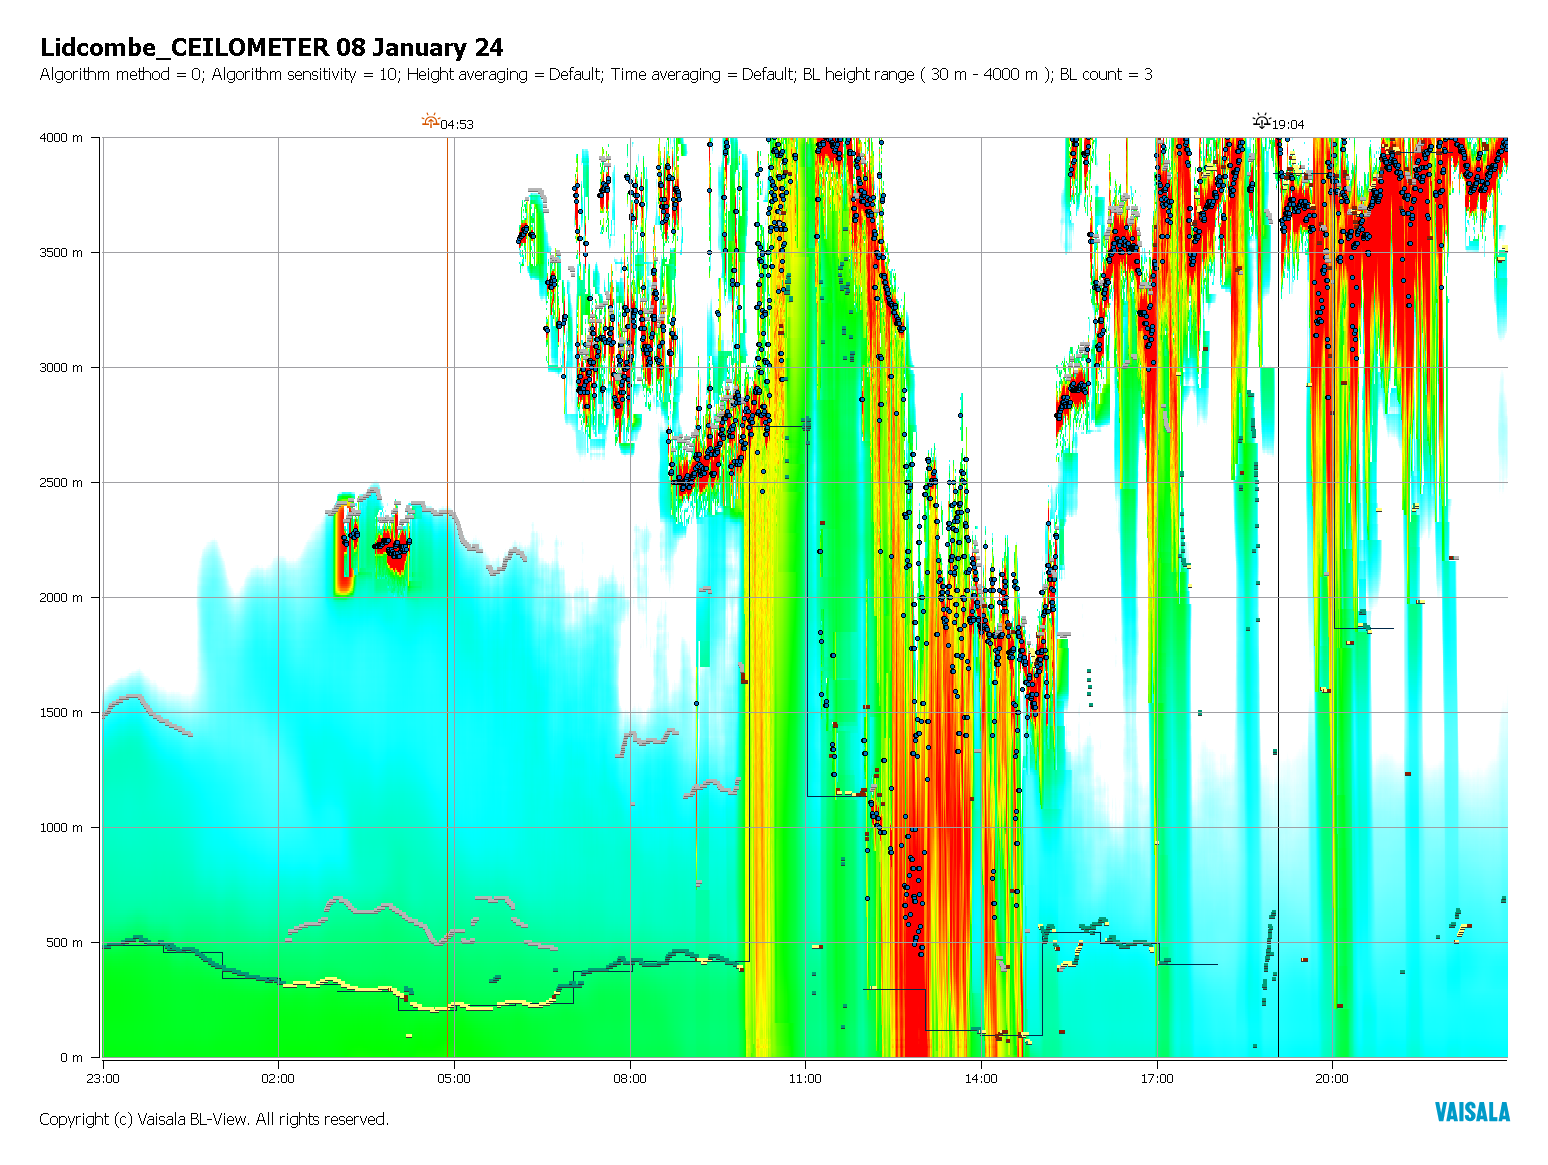 Lidcombe_CEILOMETER 08 January 24
Algorithm method = 0; Algorithm sensitivity = 10; Height averaging = Default; Time averaging = Default; BL height range ( 30 m - 4000 m ); BL count = 3
04:53
19:04
4000 m
3500 m
3000 m
2500 m
2000 m
1500 m
1000 m
500 m
0 m
23:00
02:00
05:00
08:00
11:00
14:00
17:00
20:00
Copyright (c) Vaisala BL-View. All rights reserved.
VAISALA